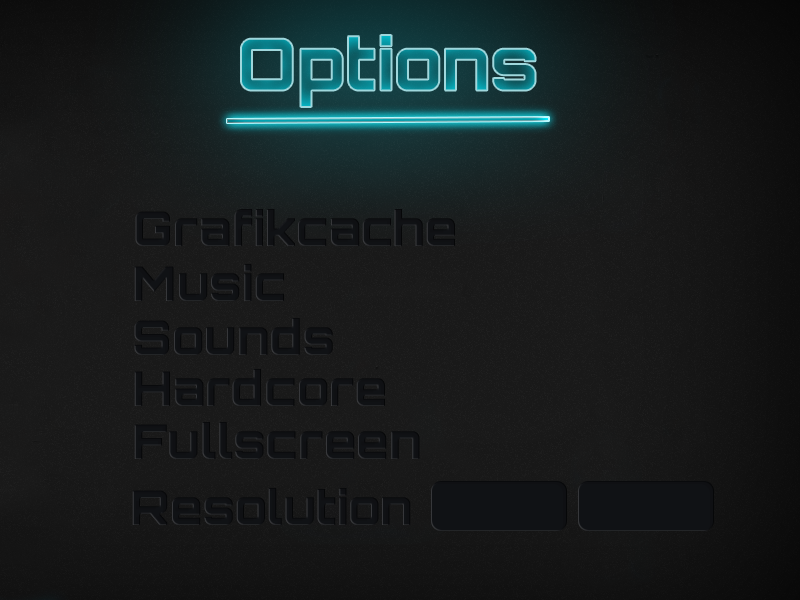 Options
Grafikcache
Music
Sounds
Hardcore
Fullscreen
Resolution